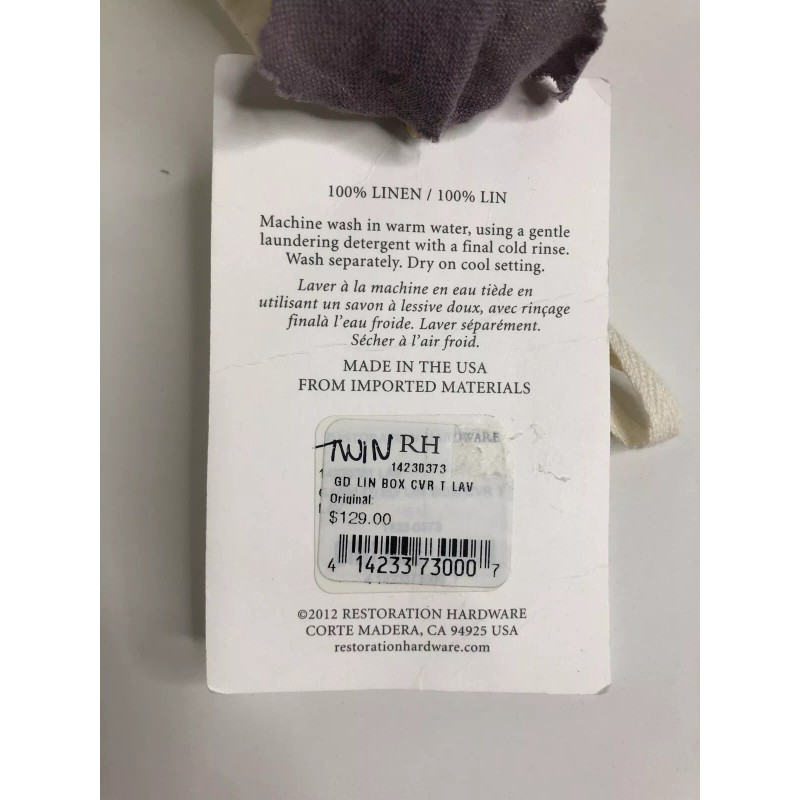 100% LINEN / 100% LIN
Machine wash in warm water, using a gentle
laundering detergent with a final cold rinse.
Wash separately. Dry on cool setting.
Laver à la machine en eau tiède en
utilisant un savon à lessive doux, avec rinçage
finalà l'eau froide. Laver séparément.
Sécher à l'air froid.
MADE IN THE USA
FROM IMPORTED MATERIALS
TWIN RH
14230373
GD LIN BOX CVR T LAV
Original:
$129.00
4 14233 73000 7
©2012 RESTORATION HARDWARE
CORTE MADERA, CA 94925 USA
restorationhardware.com